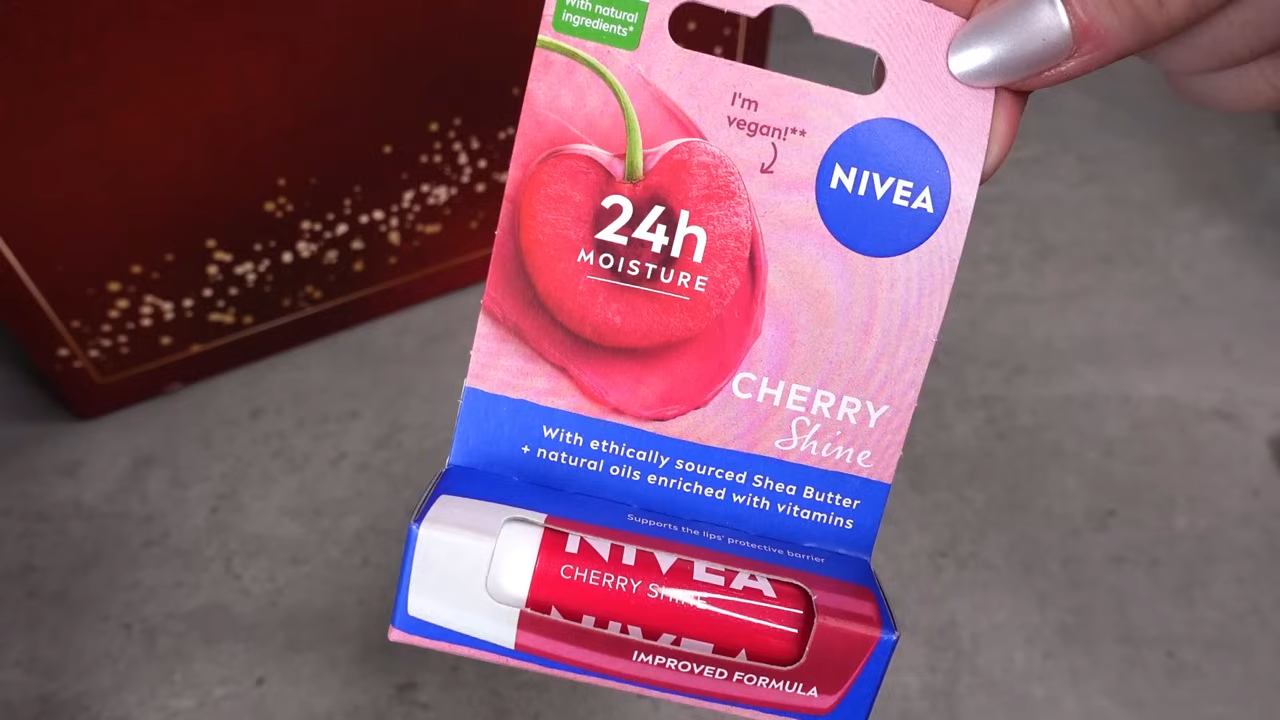 With natural
ingredients*
I'm
vegan!**
NIVEA
24h
MOISTURE
CHERRY
Shine
With ethically sourced Shea Butter
+ natural oils enriched with vitamins
Supports the lips' protective barrier
NIVEA
CHERRY SHINE
NIVEA
IMPROVED FORMULA